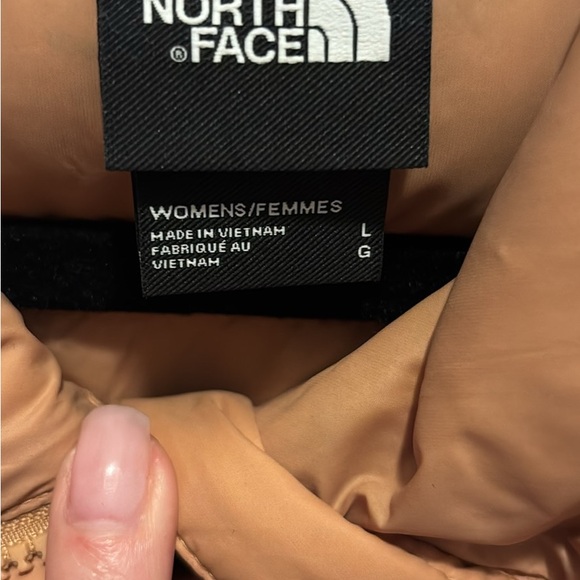 NORTH
® FACE
WOMENS/FEMMES
MADE IN VIETNAM L
FABRIQUÉ AU G
VIETNAM